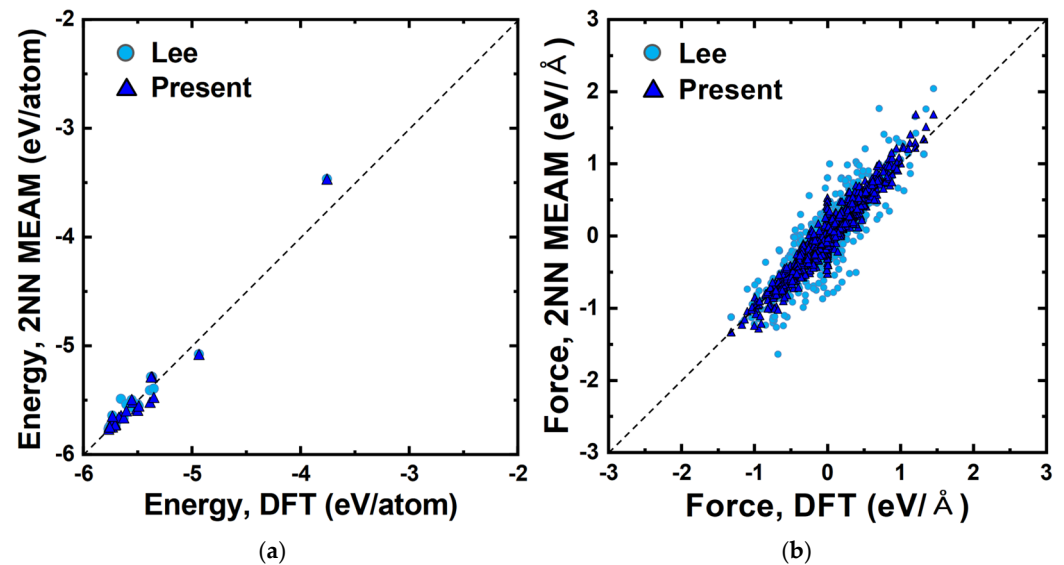 Energy, 2NN MEAM (eV/atom)
-2
-3
-4
-5
-6
Lee
Present
-6 -5 -4 -3 -2
Energy, DFT (eV/atom)
(a)
Force, 2NN MEAM (eV/Å)
3
2
1
0
-1
-2
-3
Lee
Present
-3 -2 -1 0 1 2 3
Force, DFT (eV/Å)
(b)